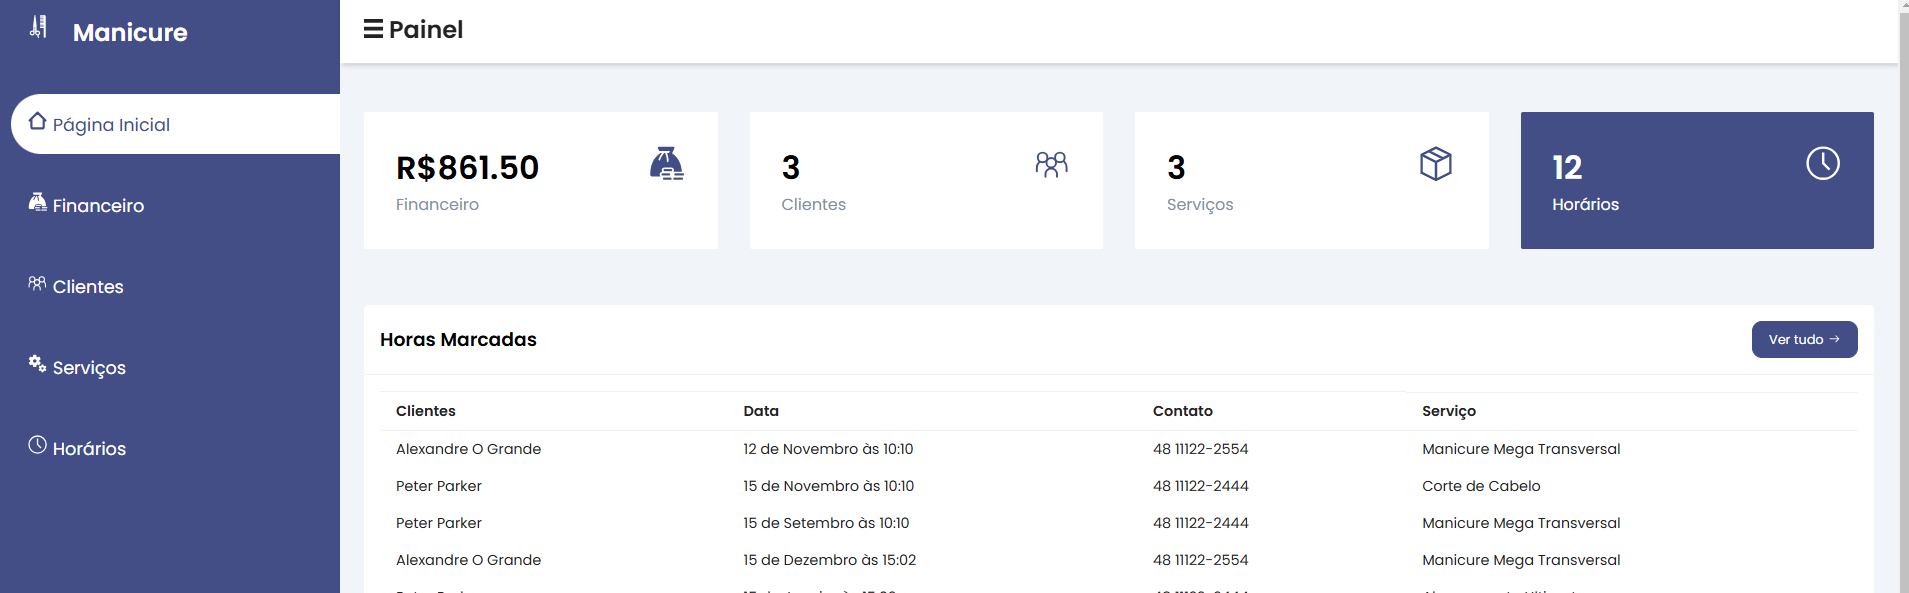 Manicure
Painel
Página Inicial
Financeiro
Clientes
Serviços
Horários
R$861.50
Financeiro
3
Clientes
3
Serviços
12
Horários
Horas Marcadas
Ver tudo →
Clientes Data Contato Serviço
Alexandre O Grande 12 de Novembro às 10:10 48 11122-2554 Manicure Mega Transversal
Peter Parker 15 de Novembro às 10:10 48 11122-2444 Corte de Cabelo
Peter Parker 15 de Setembro às 10:10 48 11122-2444 Manicure Mega Transversal
Alexandre O Grande 15 de Dezembro às 15:02 48 11122-2554 Manicure Mega Transversal